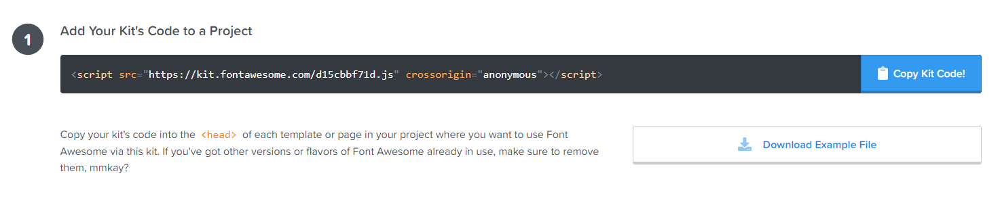 1
Add Your Kit's Code to a Project
<script src="https://kit.fontawesome.com/d15cbbf71d.js" crossorigin="anonymous"></script>
Copy Kit Code!
Copy your kit's code into the <head> of each template or page in your project where you want to use Font
Awesome via this kit. If you've got other versions or flavors of Font Awesome already in use, make sure to remove
them, mmkay?
Download Example File